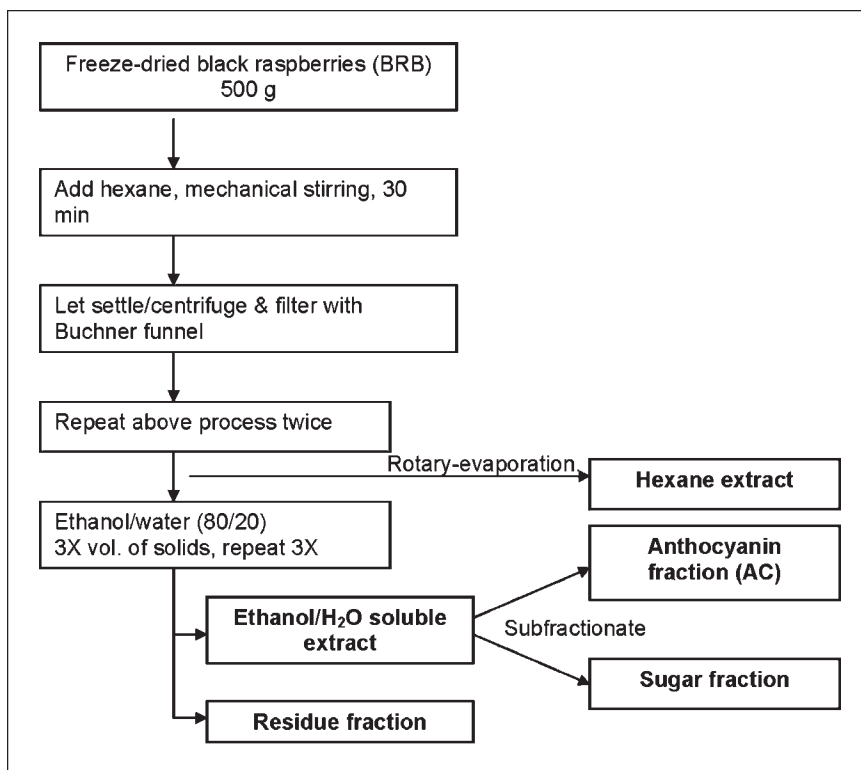 Freeze-dried black raspberries (BRB)
500 g
Add hexane, mechanical stirring, 30
min
Let settle/centrifuge & filter with
Buchner funnel
Repeat above process twice
Rotary-evaporation
Hexane extract
Ethanol/water (80/20)
3X vol. of solids, repeat 3X
Anthocyanin
fraction (AC)
Ethanol/H₂O soluble
extract
Subfractionate
Sugar fraction
Residue fraction